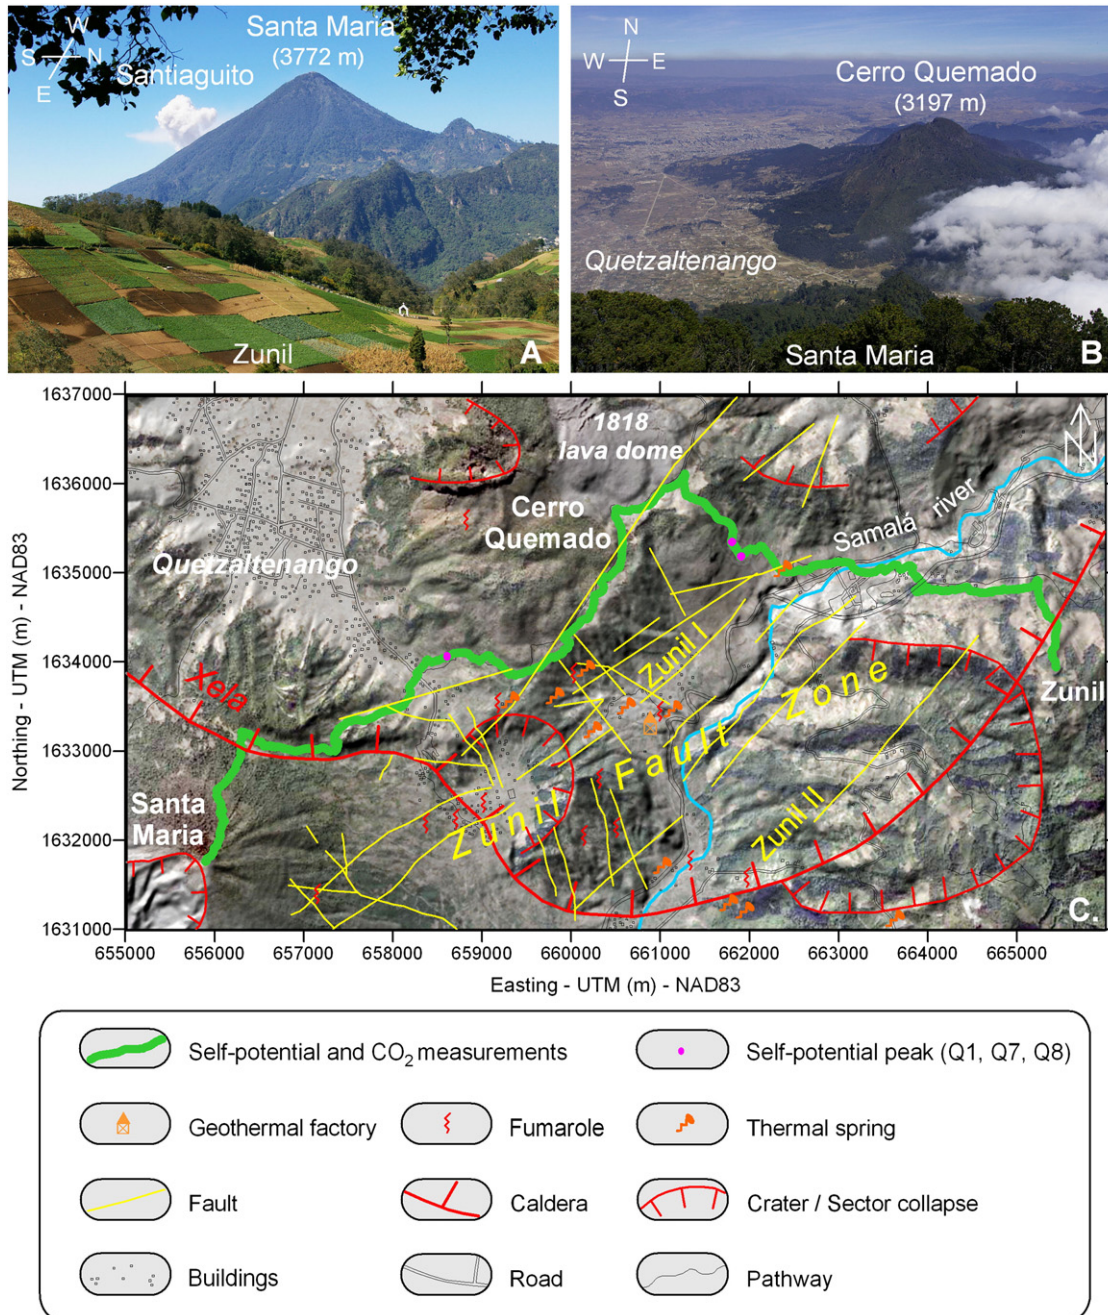 Santa Maria
(3772 m)
Santiaguito
W
S
N
E
Zunil
A
N
W
E
S
Cerro Quemado
(3197 m)
Quetzaltenango
Santa Maria
B
Northing - UTM (m) - NAD83
1637000
1636000
1635000
1634000
1633000
1632000
1631000
1818
lava dome
N
Cerro
Quemado
Samalá river
Quetzaltenango
Xela
Zunil I
Zunil
Santa
Maria
Zunil Fault Zone
Zunil II
C.
655000 656000 657000 658000 659000 660000 661000 662000 663000 664000 665000
Easting - UTM (m) - NAD83
Self-potential and CO2 measurements
Self-potential peak (Q1, Q7, Q8)
Geothermal factory
Fumarole
Thermal spring
Fault
Caldera
Crater / Sector collapse
Buildings
Road
Pathway